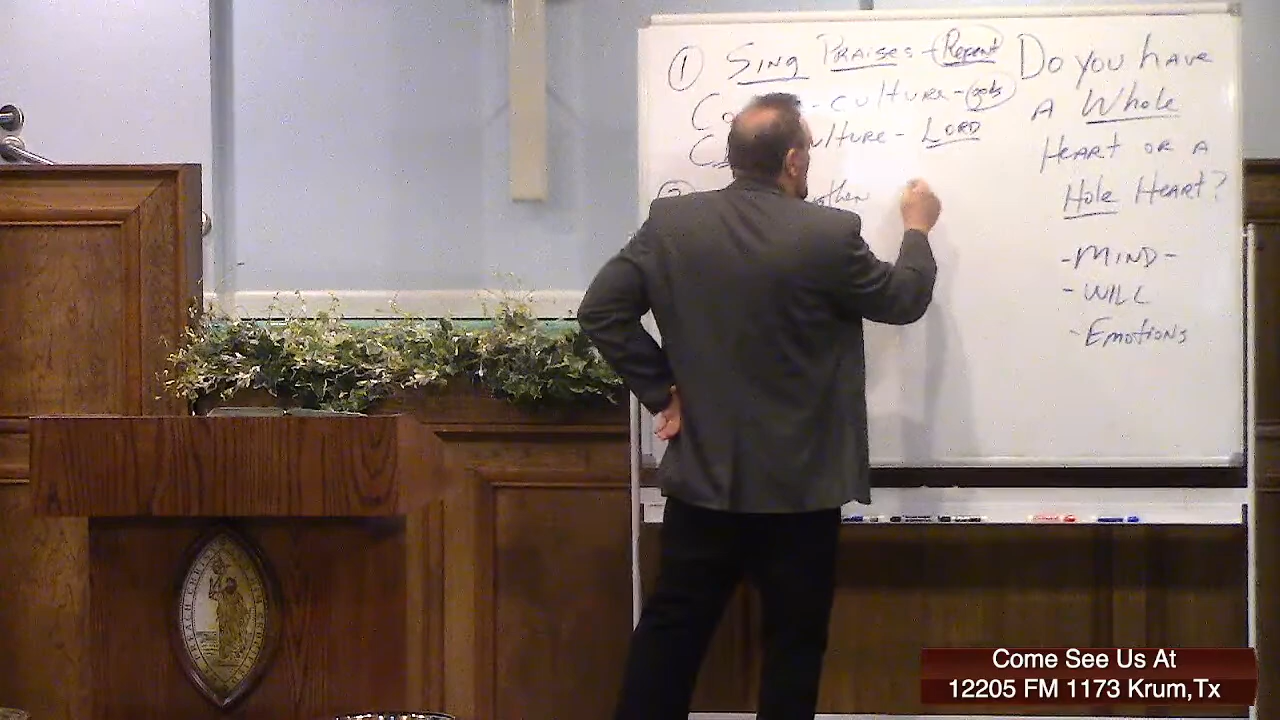 ① Sing Praises - Repent
- culture - gods
- Lord
Do you have
a Whole
Heart or a
Hole Heart?
- Mind -
- Will
- Emotions
Come See Us At
12205 FM 1173 Krum,Tx